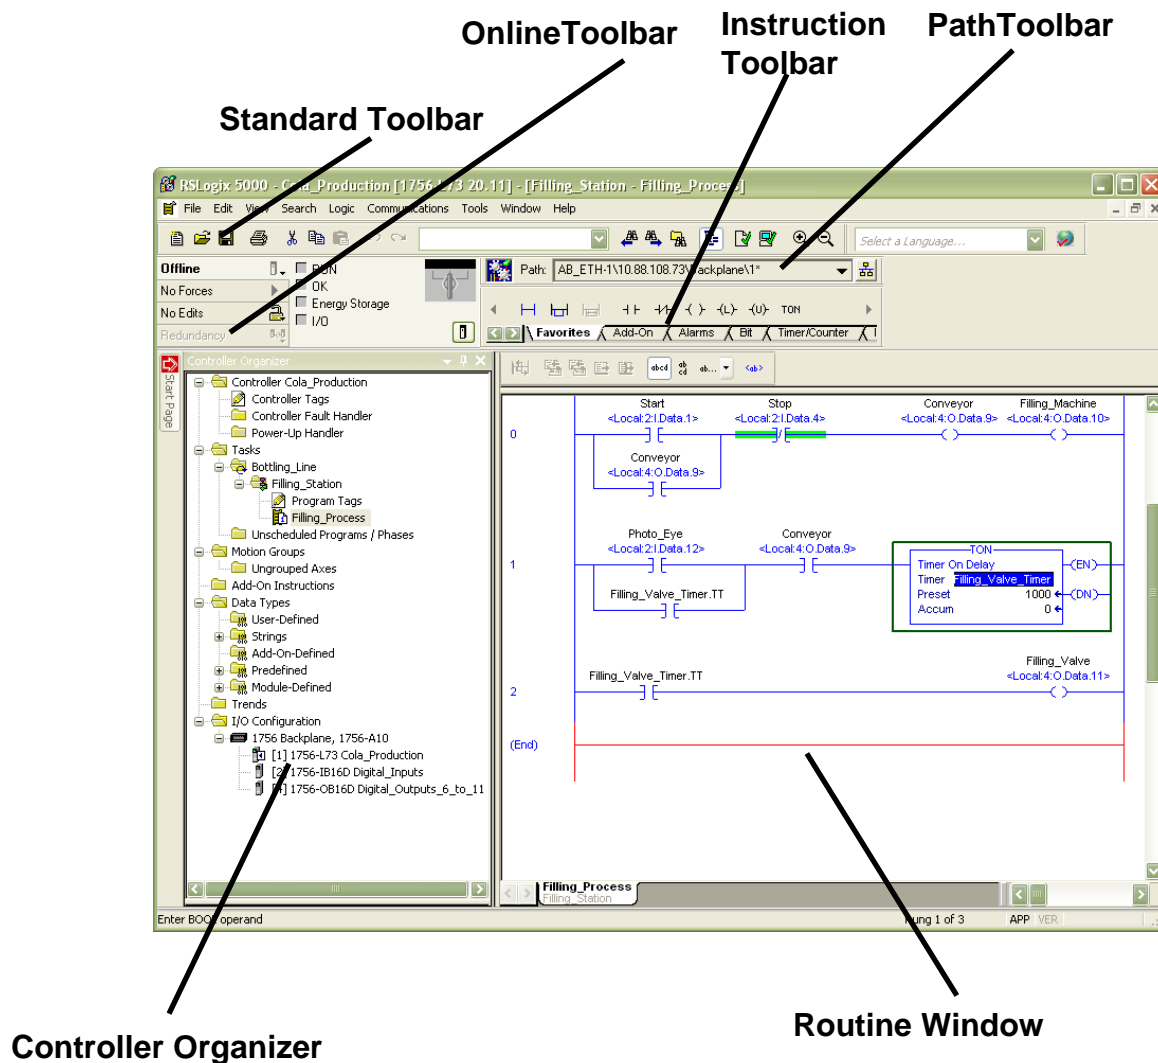 OnlineToolbar
Instruction
Toolbar
PathToolbar
Standard Toolbar
RSLogix 5000 - Cola_Production [1756-L73 20.11] - [Filling_Station - Filling_Process]
File Edit View Search Logic Communications Tools Window Help
Select a Language...
Offline
RUN
No Forces
OK
No Edits
Energy Storage
Redundancy
I/O
Path: AB_ETH-1\10.88.108.73\Backplane\1*
-(L)- -(U)- TON
Favorites Add-On Alarms Bit Timer/Counter
Start Page
Controller Organizer
Controller Cola_Production
Controller Tags
Controller Fault Handler
Power-Up Handler
Tasks
Bottling_Line
Filling_Station
Program Tags
Filling_Process
Unscheduled Programs / Phases
Motion Groups
Ungrouped Axes
Add-On Instructions
Data Types
User-Defined
Strings
Add-On-Defined
Predefined
Module-Defined
Trends
I/O Configuration
1756 Backplane, 1756-A10
[1] 1756-L73 Cola_Production
[2] 1756-IB16D Digital_Inputs
[4] 1756-OB16D Digital_Outputs_6_to_11
abcd ab cd ab... <ab>
Start Stop Conveyor Filling_Machine
<Local:2:I.Data.1> <Local:2:I.Data.4> <Local:4:O.Data.9> <Local:4:O.Data.10>
0
Conveyor
<Local:4:O.Data.9>
Photo_Eye Conveyor
<Local:2:I.Data.12> <Local:4:O.Data.9>
1
TON
Timer On Delay
(EN)
Timer Filling_Valve_Timer
Preset 1000
(DN)
Accum 0
Filling_Valve_Timer.TT
Filling_Valve
Filling_Valve_Timer.TT <Local:4:O.Data.11>
2
(End)
Filling_Process
Filling_Station
Enter BOOL operand
Rung 1 of 3 APP VER
Controller Organizer
Routine Window